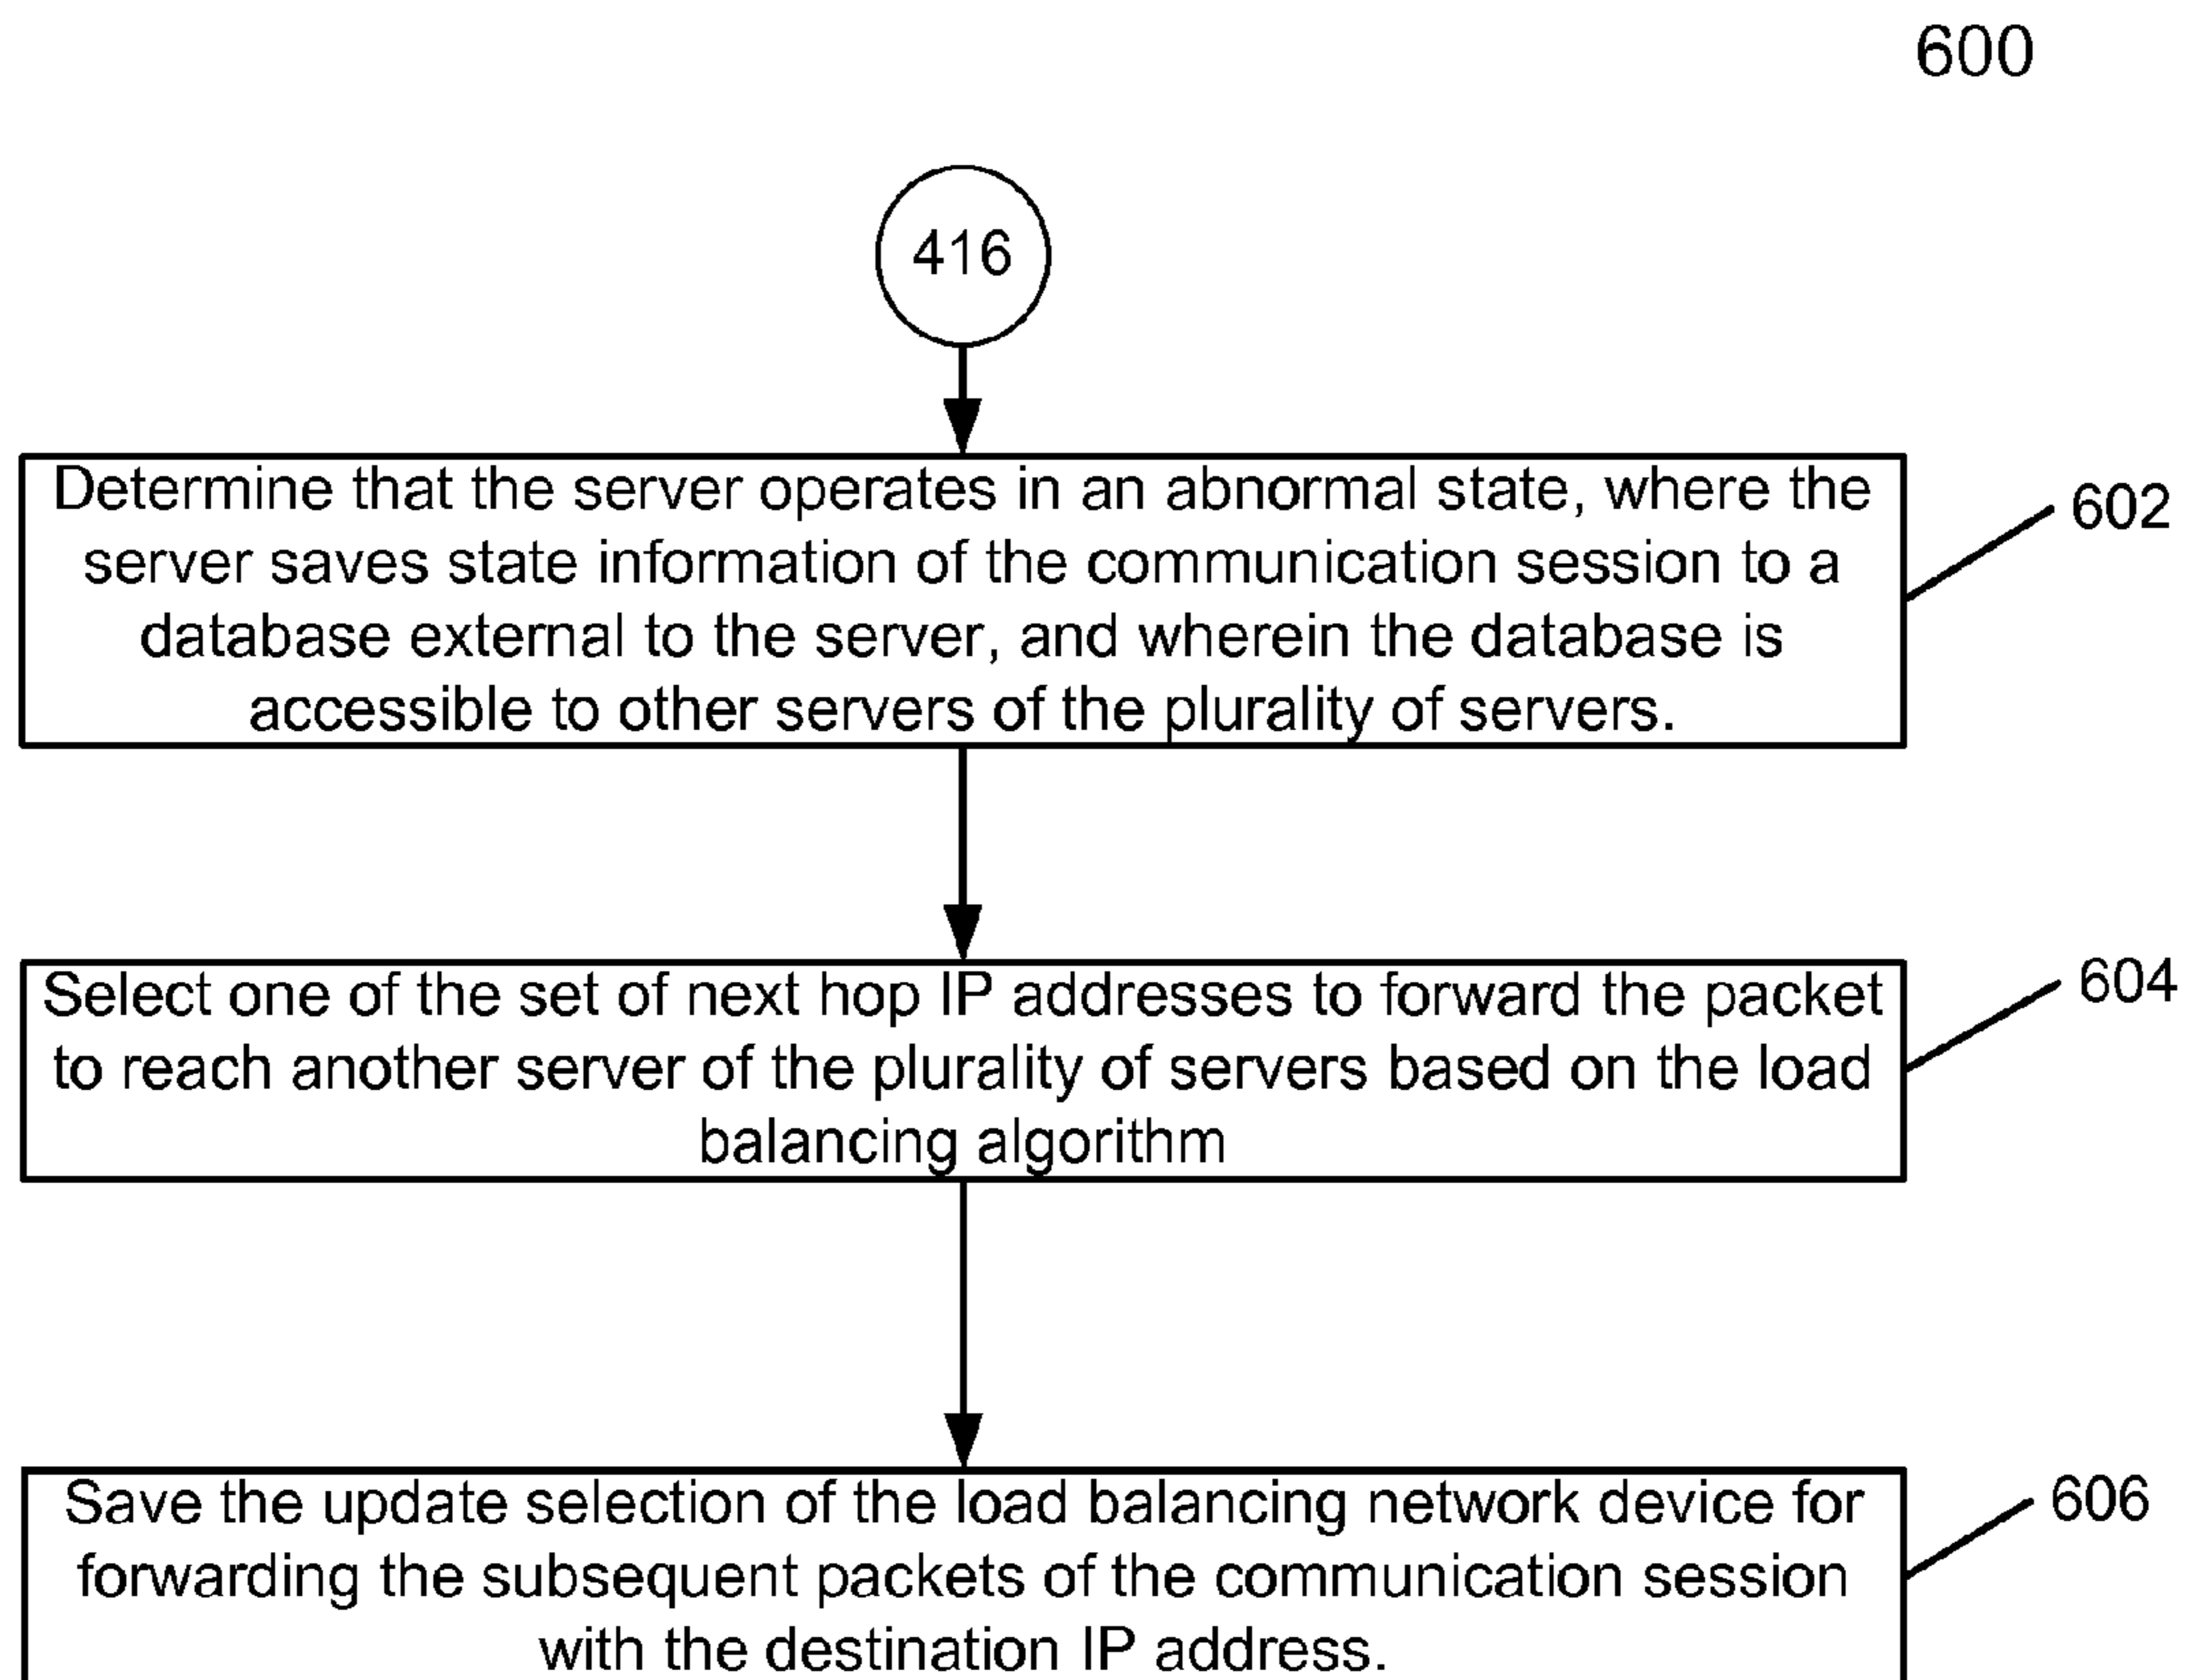 600
416
Determine that the server operates in an abnormal state, where the
server saves state information of the communication session to a
database external to the server, and wherein the database is
accessible to other servers of the plurality of servers.
602
Select one of the set of next hop IP addresses to forward the packet
to reach another server of the plurality of servers based on the load
balancing algorithm
604
Save the update selection of the load balancing network device for
forwarding the subsequent packets of the communication session
with the destination IP address.
606